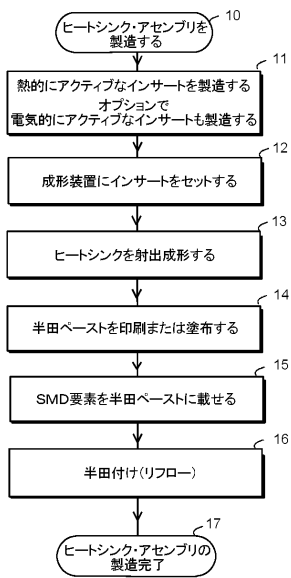 10
ヒートシンク・アセンブリを
製造する
11
熱的にアクティブなインサートを製造する
オプションで
電気的にアクティブなインサートも製造する
12
成形装置にインサートをセットする
13
ヒートシンクを射出成形する
14
半田ペーストを印刷または塗布する
15
SMD要素を半田ペーストに載せる
16
半田付け(リフロー)
17
ヒートシンク・アセンブリの
製造完了